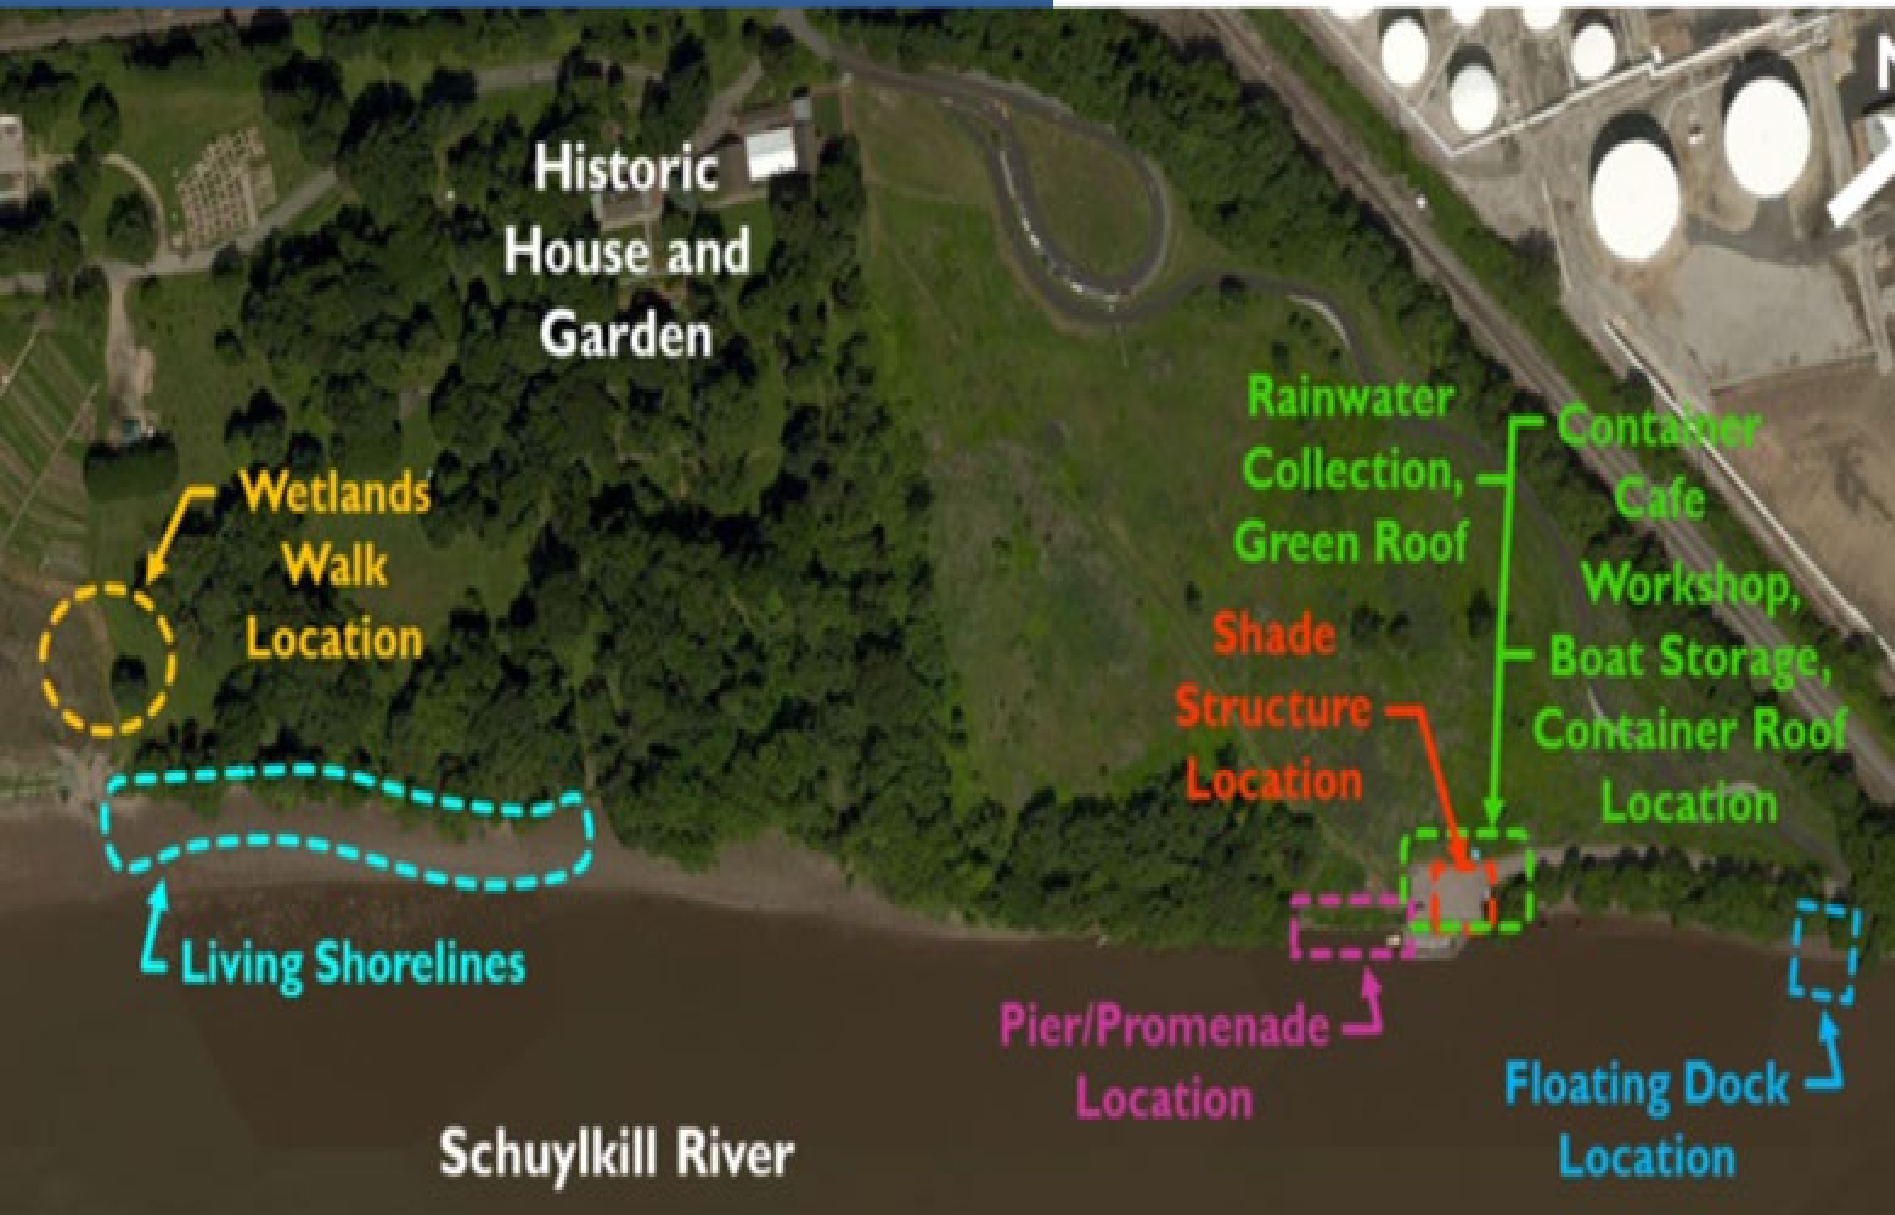 Historic
House and
Garden
Wetlands
Walk
Location
Living Shorelines
Rainwater
Collection,
Green Roof
Container
Cafe
Workshop,
Boat Storage,
Container Roof
Location
Shade
Structure
Location
Pier/Promenade
Location
Floating Dock
Location
Schuylkill River